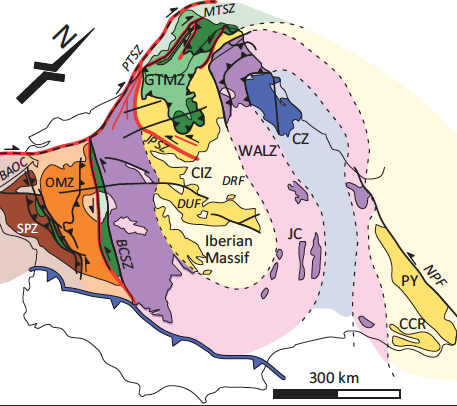 MTSZ
N
PTSZ
GTMZ
JPSZ
WALZ
CZ
BAOC
OMZ
CIZ
DRF
DUF
SPZ
BCSZ
Iberian
Massif
JC
PY
NPF
CCR
300 km